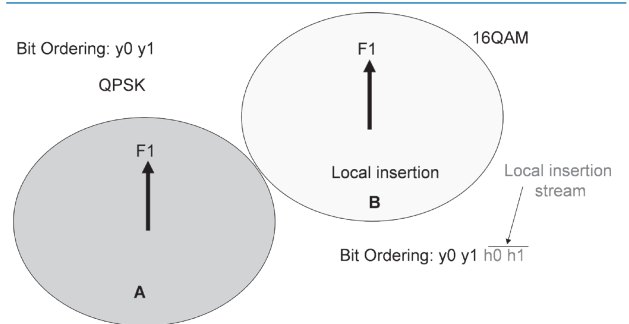 Bit Ordering: y0 y1
QPSK
F1
A
16QAM
F1
Local insertion
B
Local insertion
stream
Bit Ordering: y0 y1 h0 h1